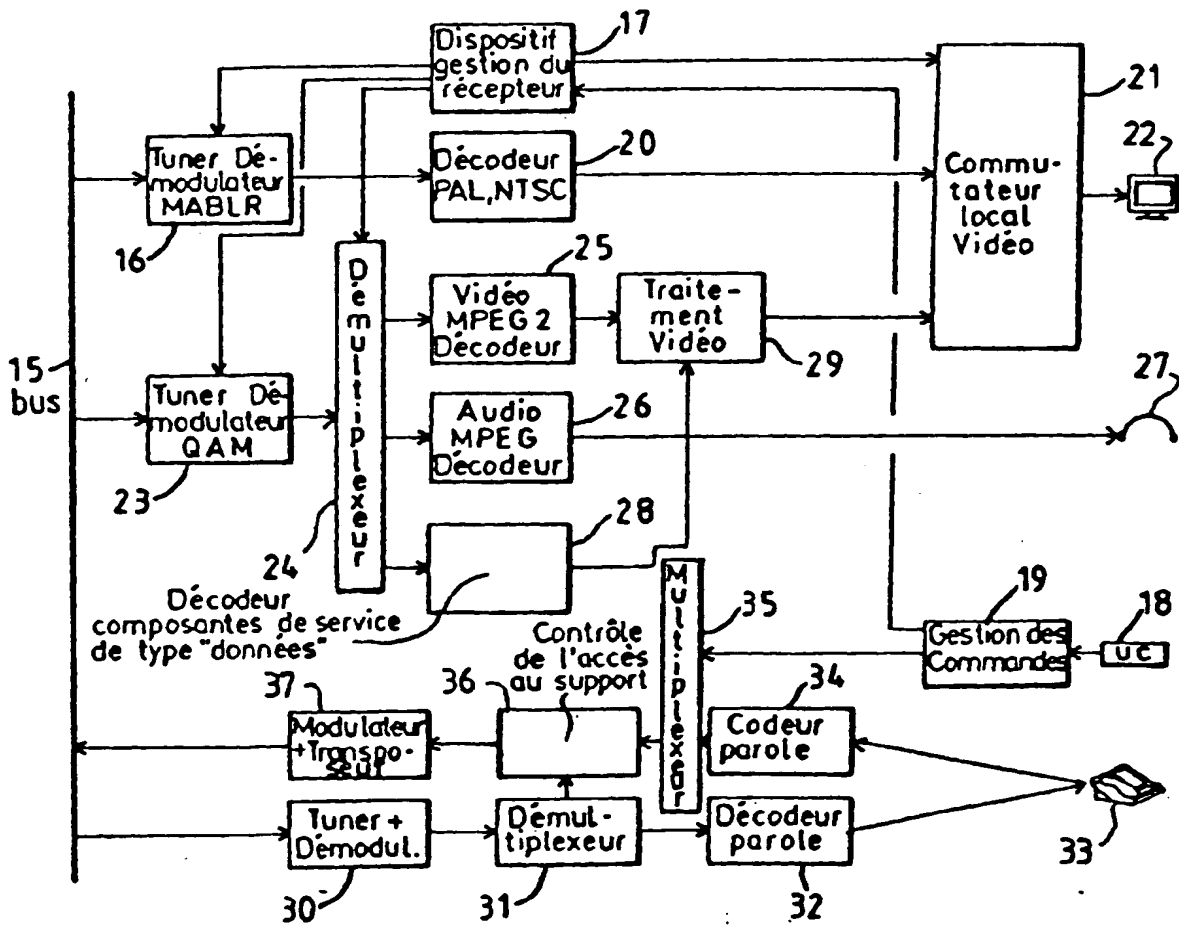 Dispositif
gestion du
récepteur
17
21
22
Tuner Dé-
modulateur
MABLR
16
Décodeur
PAL,NTSC
20
Commu-
tateur
local
Vidéo
Démultiplexeur
24
25
Vidéo
MPEG 2
Décodeur
Traite-
ment
Vidéo
29
15
bus
Tuner Dé-
modulateur
QAM
23
Audio
MPEG
Décodeur
26
27
28
Décodeur
composantes de service
de type "données"
Multiplexeur
35
19
Gestion des
Commandes
18
UC
Contrôle
de l'accès
au support
36
37
Modulateur
+Transpo-
seur
34
Codeur
parole
Tuner +
Démodul.
30
Démul-
tiplexeur
31
Décodeur
parole
32
33